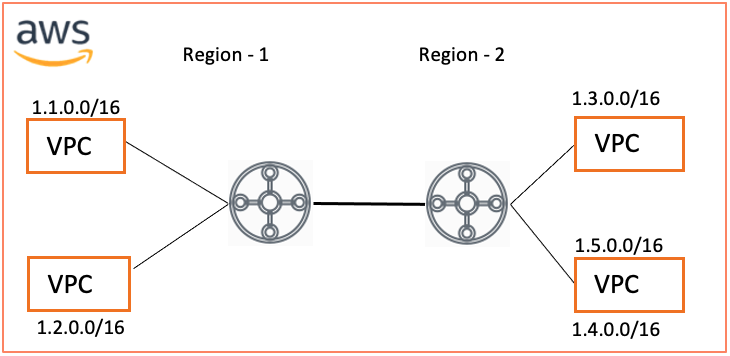 aws
Region - 1
Region - 2
1.1.0.0/16
VPC
1.3.0.0/16
VPC
VPC
1.2.0.0/16
1.5.0.0/16
VPC
1.4.0.0/16